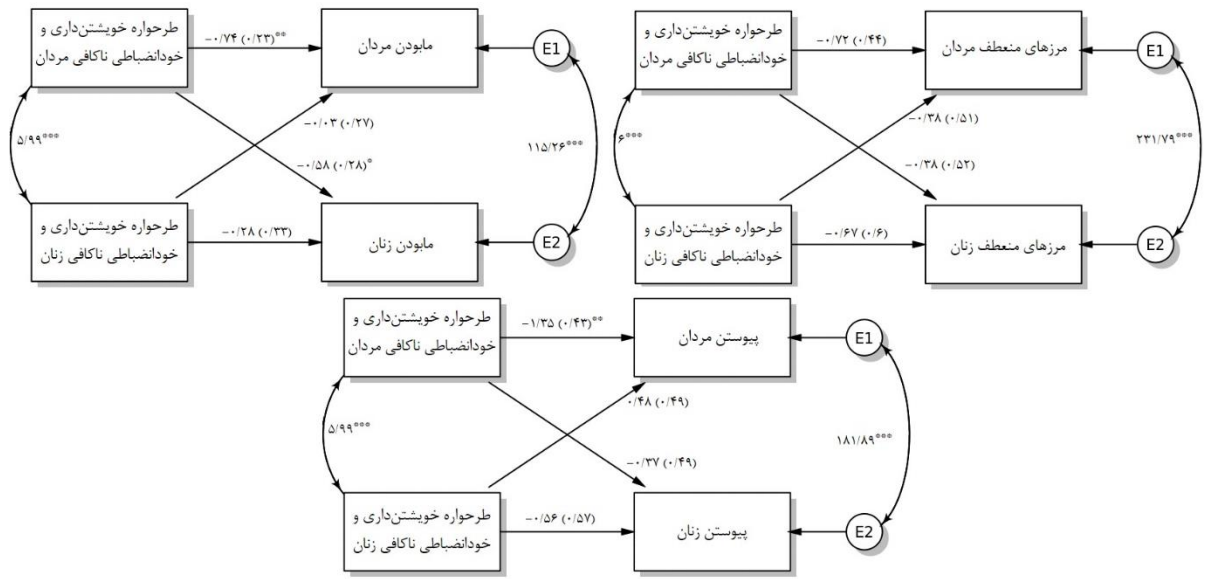 طرحواره خویشتن‌داری و
خودانضباطی ناکافی مردان
-۰/۷۴ (۰/۲۳)**
مابودن مردان
E1
۵/۹۹***
-۰/۰۳ (۰/۲۷)
-۰/۵۸ (۰/۲۸)*
۱۱۵/۲۶***
طرحواره خویشتن‌داری و
خودانضباطی ناکافی زنان
-۰/۲۸ (۰/۳۳)
مابودن زنان
E2
طرحواره خویشتن‌داری و
خودانضباطی ناکافی مردان
-۰/۷۲ (۰/۴۴)
مرزهای منعطف مردان
E1
۶***
-۰/۳۸ (۰/۵۱)
-۰/۳۸ (۰/۵۲)
۲۳۱/۷۹***
طرحواره خویشتن‌داری و
خودانضباطی ناکافی زنان
-۰/۶۷ (۰/۶)
مرزهای منعطف زنان
E2
طرحواره خویشتن‌داری و
خودانضباطی ناکافی مردان
-۱/۳۵ (۰/۴۳)**
پیوستن مردان
E1
۵/۹۹***
۰/۴۸ (۰/۴۹)
-۰/۳۷ (۰/۴۹)
۱۸۱/۸۹***
طرحواره خویشتن‌داری و
خودانضباطی ناکافی زنان
-۰/۵۶ (۰/۵۷)
پیوستن زنان
E2